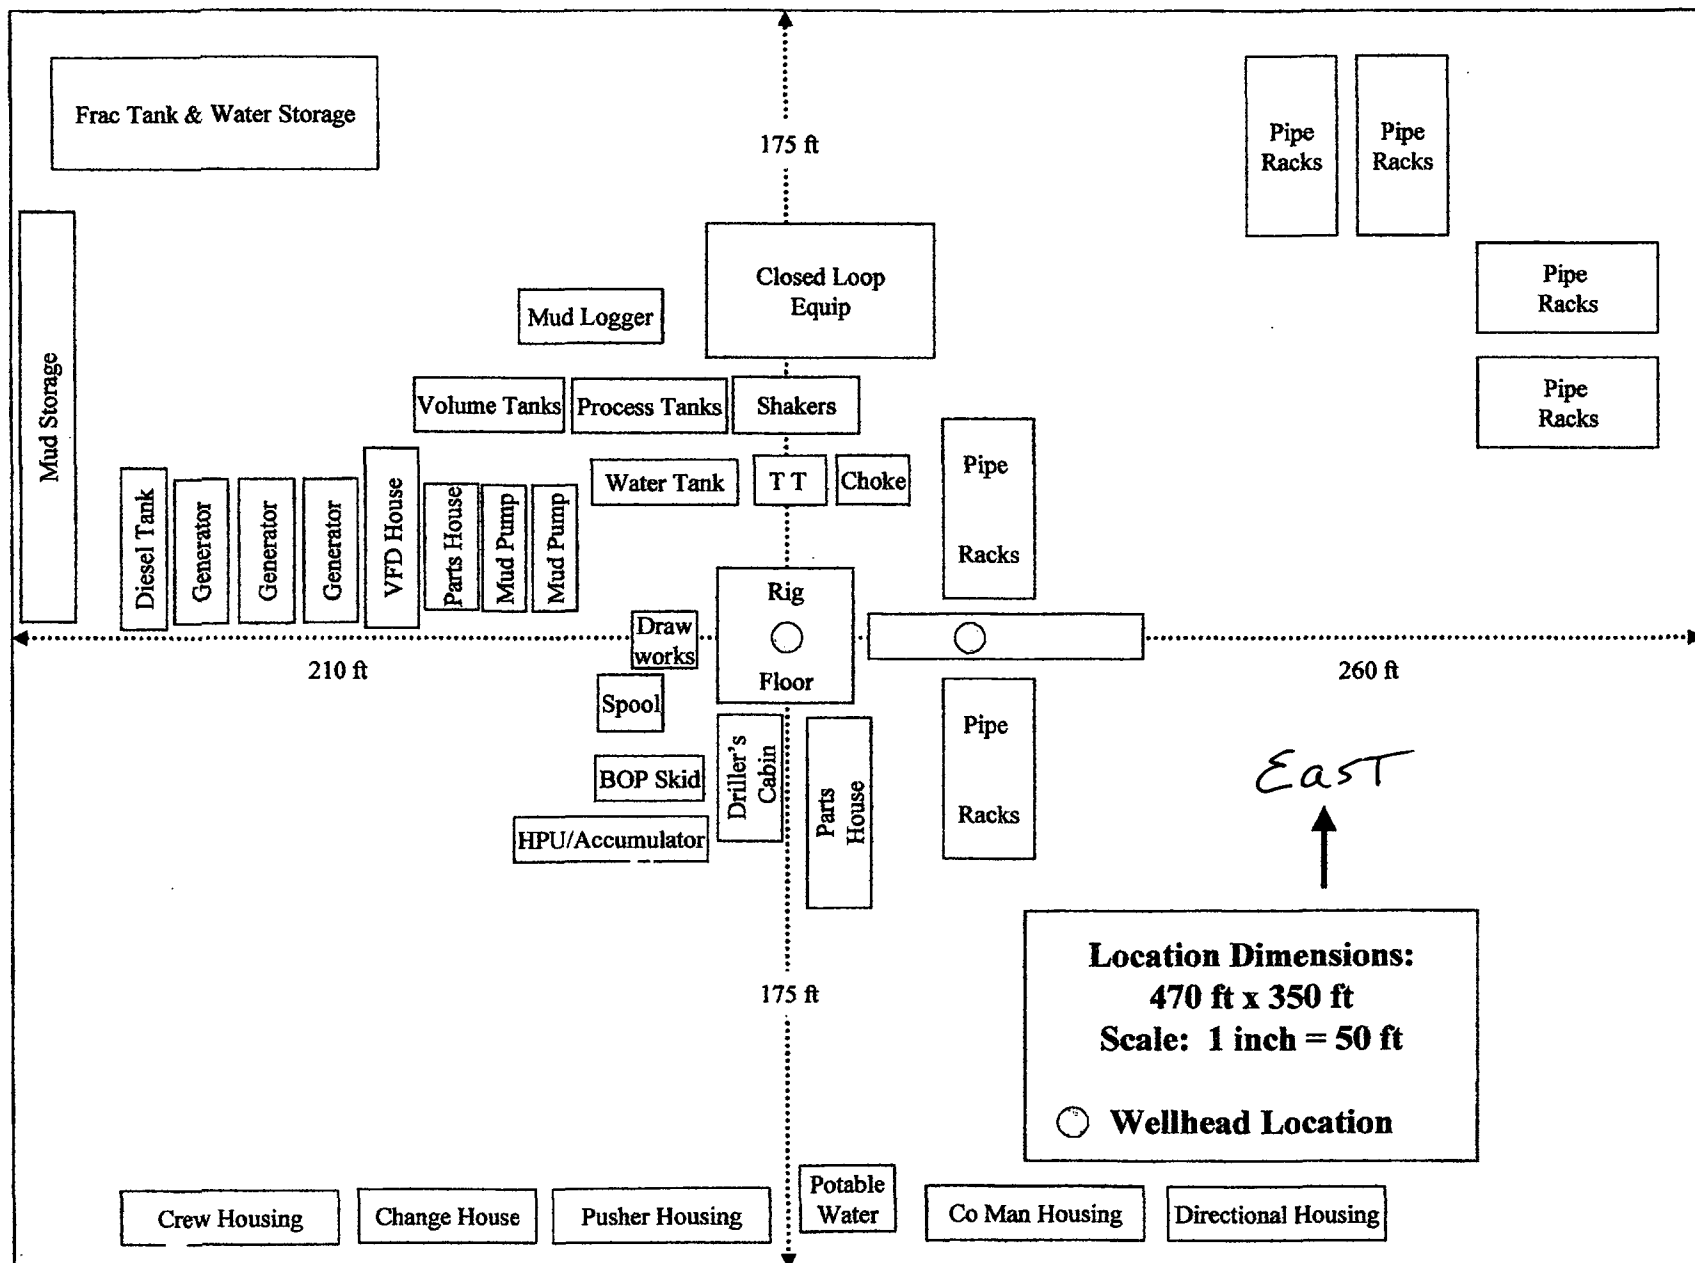 Frac Tank & Water Storage
175 ft
Pipe
Racks
Pipe
Racks
Closed Loop
Equip
Pipe
Racks
Mud Logger
Mud Storage
Volume Tanks
Process Tanks
Shakers
Pipe
Racks
Water Tank
T T
Choke
Pipe
Racks
Diesel Tank
Generator
Generator
Generator
VFD House
Parts House
Mud Pump
Mud Pump
Rig
Floor
Draw
works
210 ft
260 ft
Spool
Driller's
Cabin
Parts
House
Pipe
Racks
BOP Skid
HPU/Accumulator
East
Location Dimensions:
470 ft x 350 ft
Scale: 1 inch = 50 ft
Wellhead Location
175 ft
Crew Housing
Change House
Pusher Housing
Potable
Water
Co Man Housing
Directional Housing